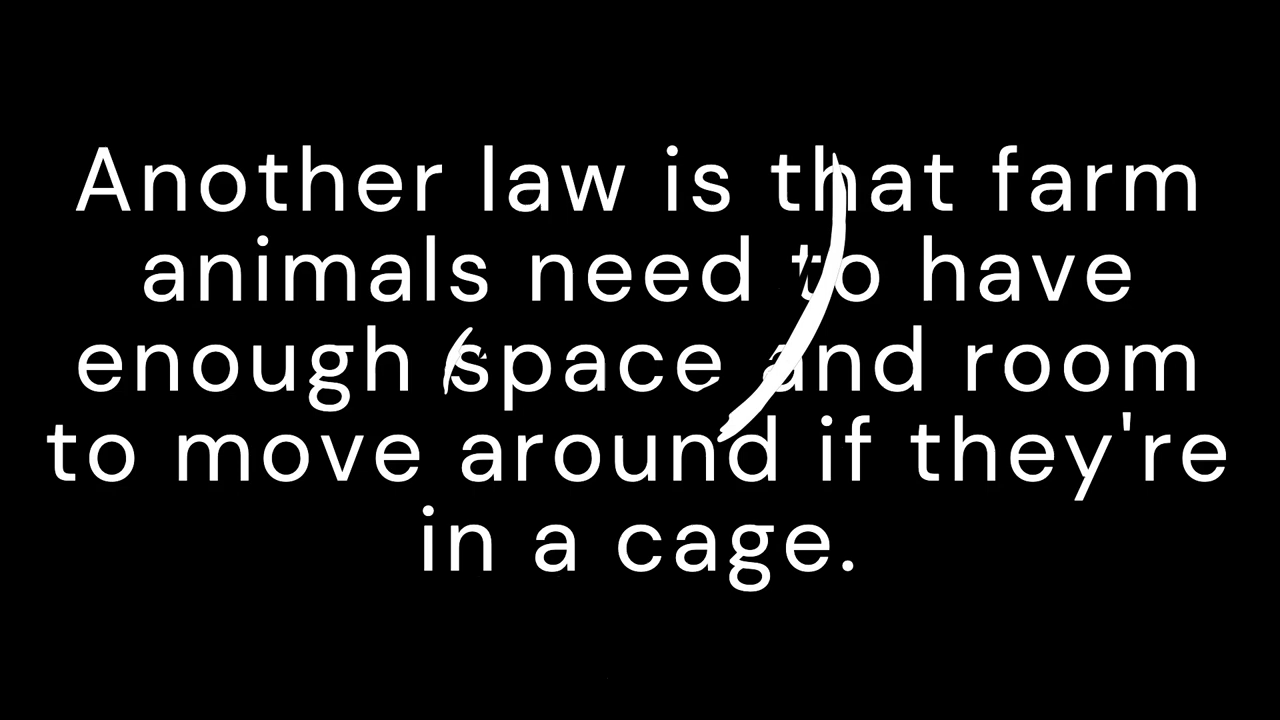 Another law is that farm
animals need to have
enough space and room
to move around if they're
in a cage.